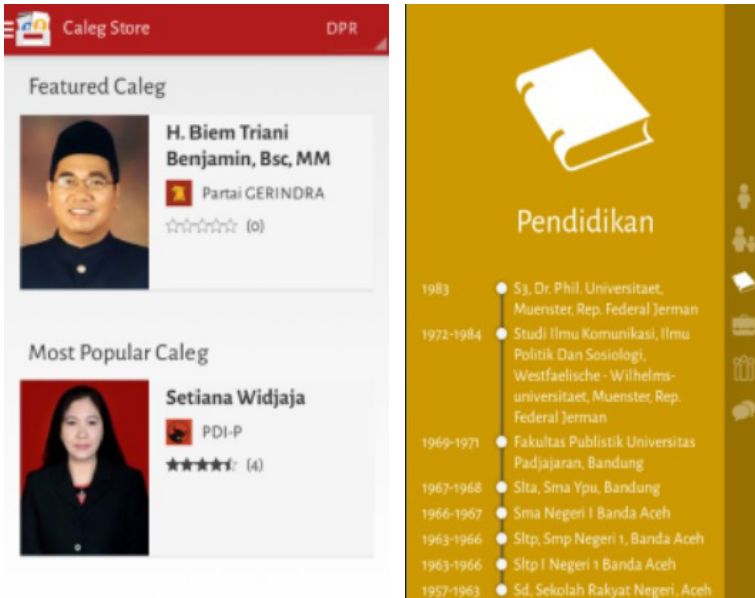 Caleg Store
DPR
Featured Caleg
H. Biem Triani
Benjamin, Bsc, MM
Partai GERINDRA
(0)
Most Popular Caleg
Setiana Widjaja
PDI-P
(4)
Pendidikan
1983 S3, Dr. Phil. Universitaet,
Muenster, Rep. Federal Jerman
1972-1984 Studi Ilmu Komunikasi, Ilmu
Politik Dan Sosiologi,
Westfaelische - Wilhelms-
universitaet, Muenster, Rep.
Federal Jerman
1969-1971 Fakultas Publistik Universitas
Padjajaran, Bandung
1967-1968 Slta, Sma Ypu, Bandung
1966-1967 Sma Negeri I Banda Aceh
1963-1966 Sltp, Smp Negeri 1, Banda Aceh
1963-1966 Sltp I Negeri 1 Banda Aceh
1957-1963 Sd, Sekolah Rakyat Negeri, Aceh